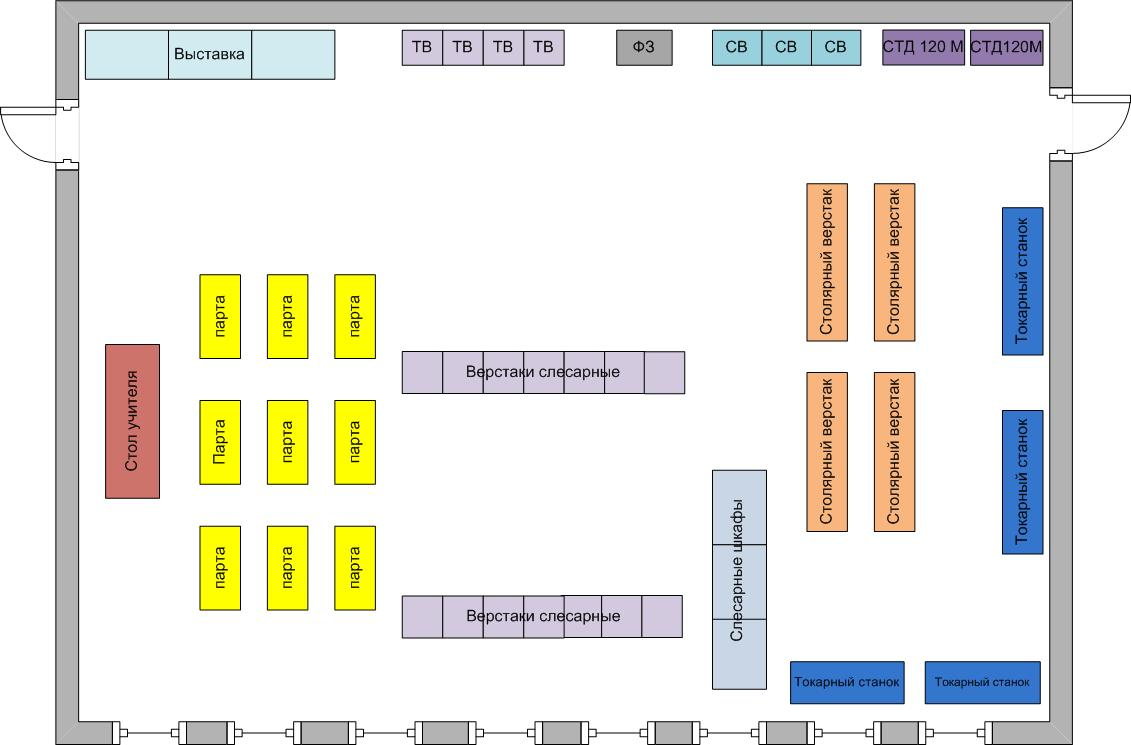 Выставка
ТВ ТВ ТВ ТВ
ФЗ
СВ СВ СВ
СТД 120 М
СТД120М
Столярный верстак
Столярный верстак
Токарный станок
парта
парта
парта
Верстаки слесарные
Стол учителя
Парта
парта
парта
Столярный верстак
Столярный верстак
Токарный станок
Слесарные шкафы
парта
парта
парта
Верстаки слесарные
Токарный станок
Токарный станок